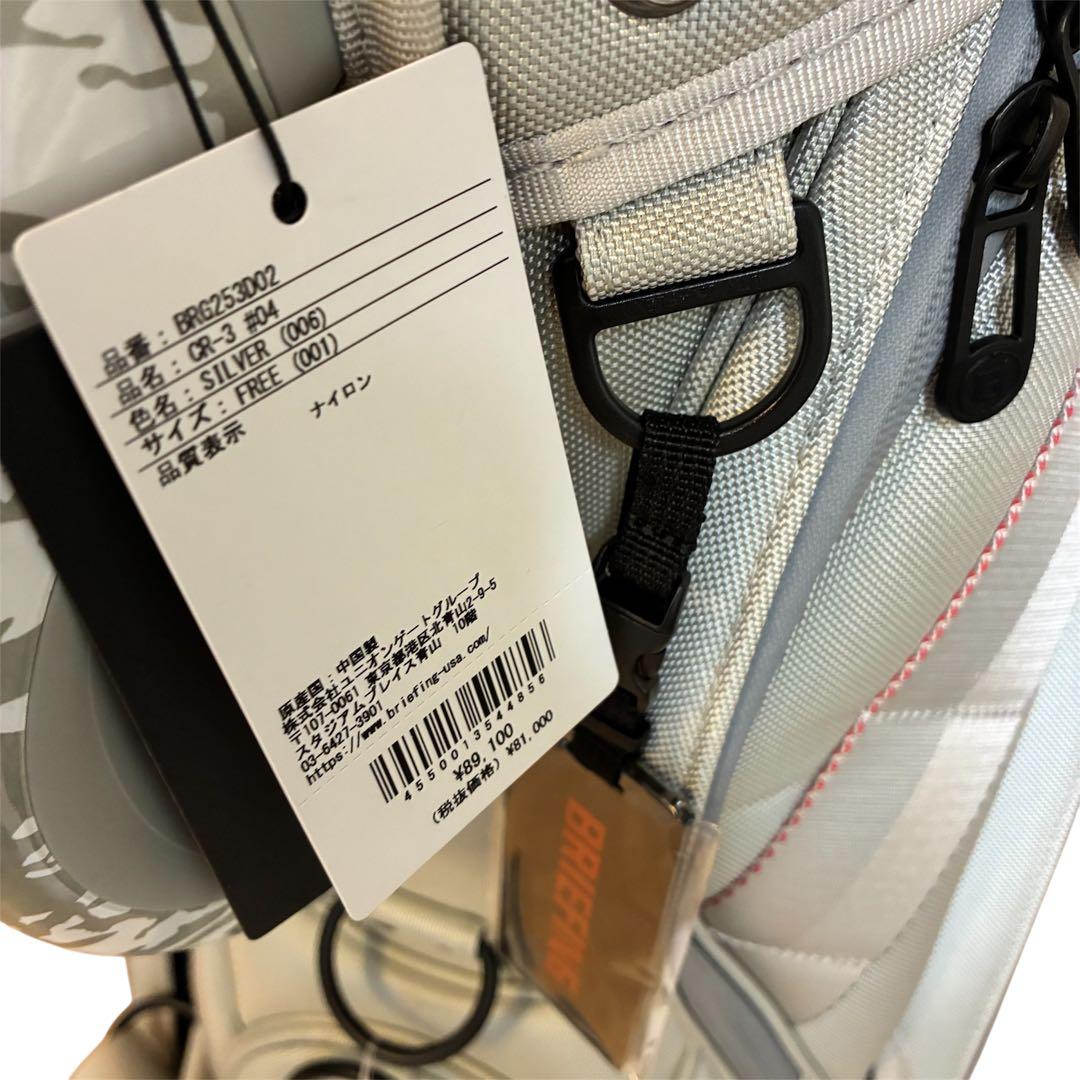 品番：BRG253D02
品名：CR-3 #04
色名：SILVER (006)
サイズ：FREE (001)
品質表示 ナイロン
原産国：中国製
株式会社ユニオンゲートグループ
〒107-0061 東京都港区北青山2-9-5
スタジアムプレイス青山 10階
03-6427-3901
https://www.briefing-usa.com/
4550013544856
¥89,100
(税抜価格) ¥81,000
BRIEFING